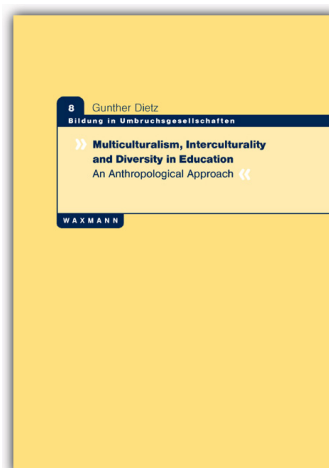 8 Gunther Dietz
Bildung in Umbruchsgesellschaften
» Multiculturalism, Interculturality
and Diversity in Education
An Anthropological Approach «
WAXMANN